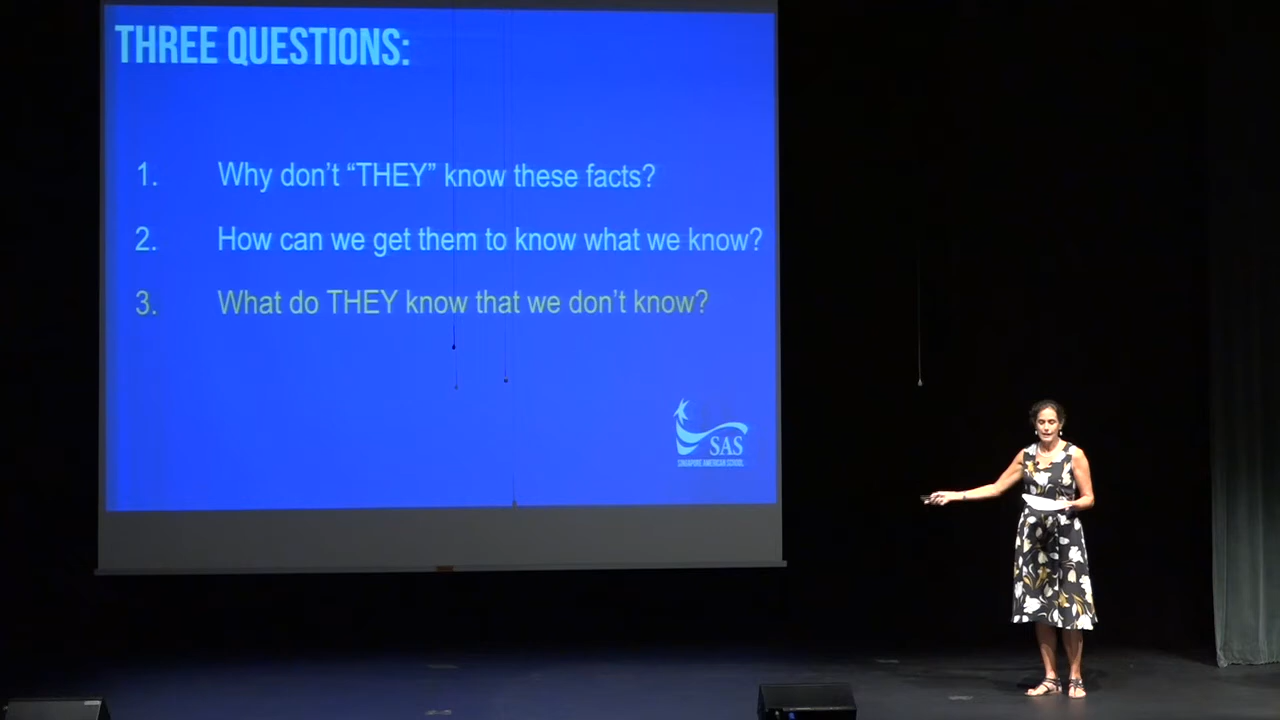 THREE QUESTIONS:
1. Why don't “THEY” know these facts?
2. How can we get them to know what we know?
3. What do THEY know that we don't know?
SAS
SINGAPORE AMERICAN SCHOOL